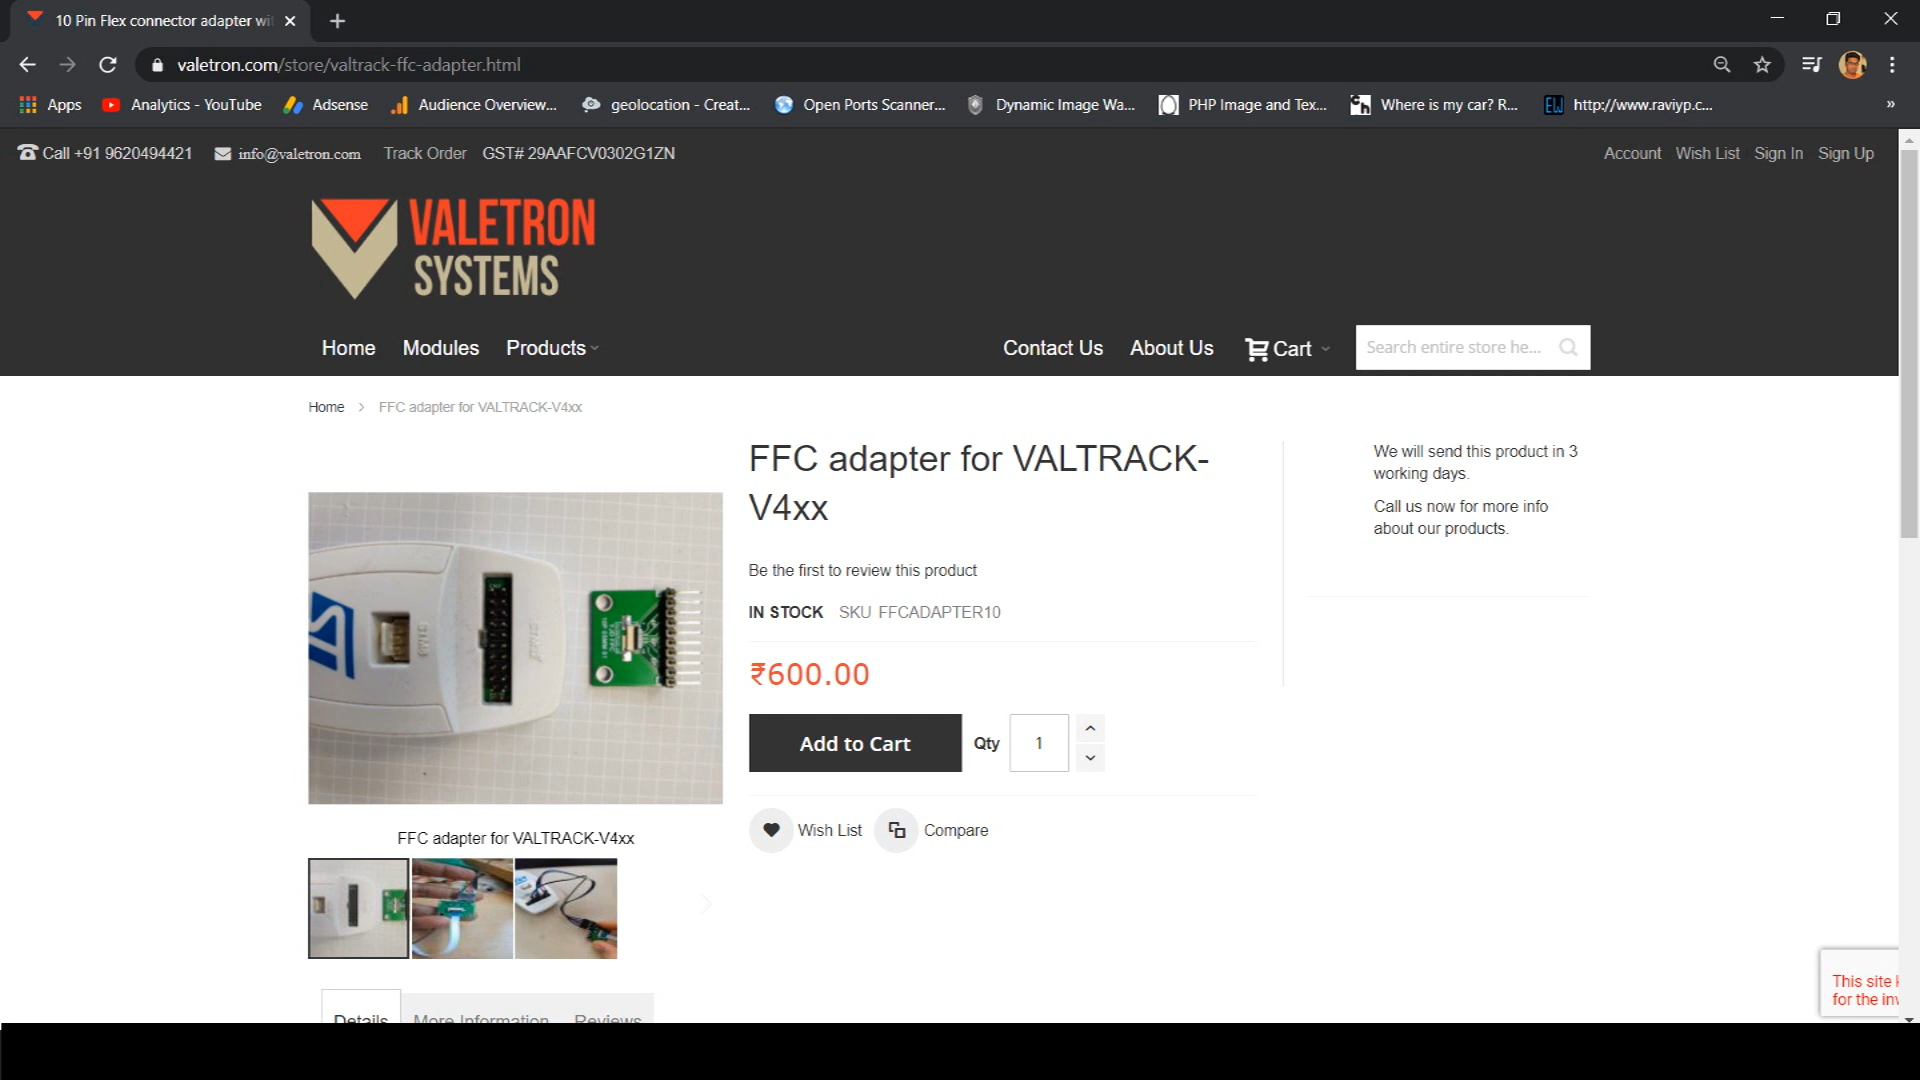 10 Pin Flex connector adapter wi
valetron.com/store/valtrack-ffc-adapter.html
Apps
Analytics - YouTube
Adsense
Audience Overview...
geolocation - Creat...
Open Ports Scanner...
Dynamic Image Wa...
PHP Image and Tex...
Where is my car? R...
http://www.raviyp.c...
»
Call +91 9620494421
info@valetron.com
Track Order
GST# 29AAFCV0302G1ZN
Account
Wish List
Sign In
Sign Up
VALETRON
SYSTEMS
Home
Modules
Products
Contact Us
About Us
Cart
Search entire store he...
Home
FFC adapter for VALTRACK-V4xx
FFC adapter for VALTRACK-
V4xx
We will send this product in 3
working days.
Call us now for more info
about our products.
Be the first to review this product
IN STOCK
SKU FFCADAPTER10
₹600.00
Add to Cart
Qty
1
Wish List
Compare
FFC adapter for VALTRACK-V4xx
Details
More Information
Reviews
This site
for the inv